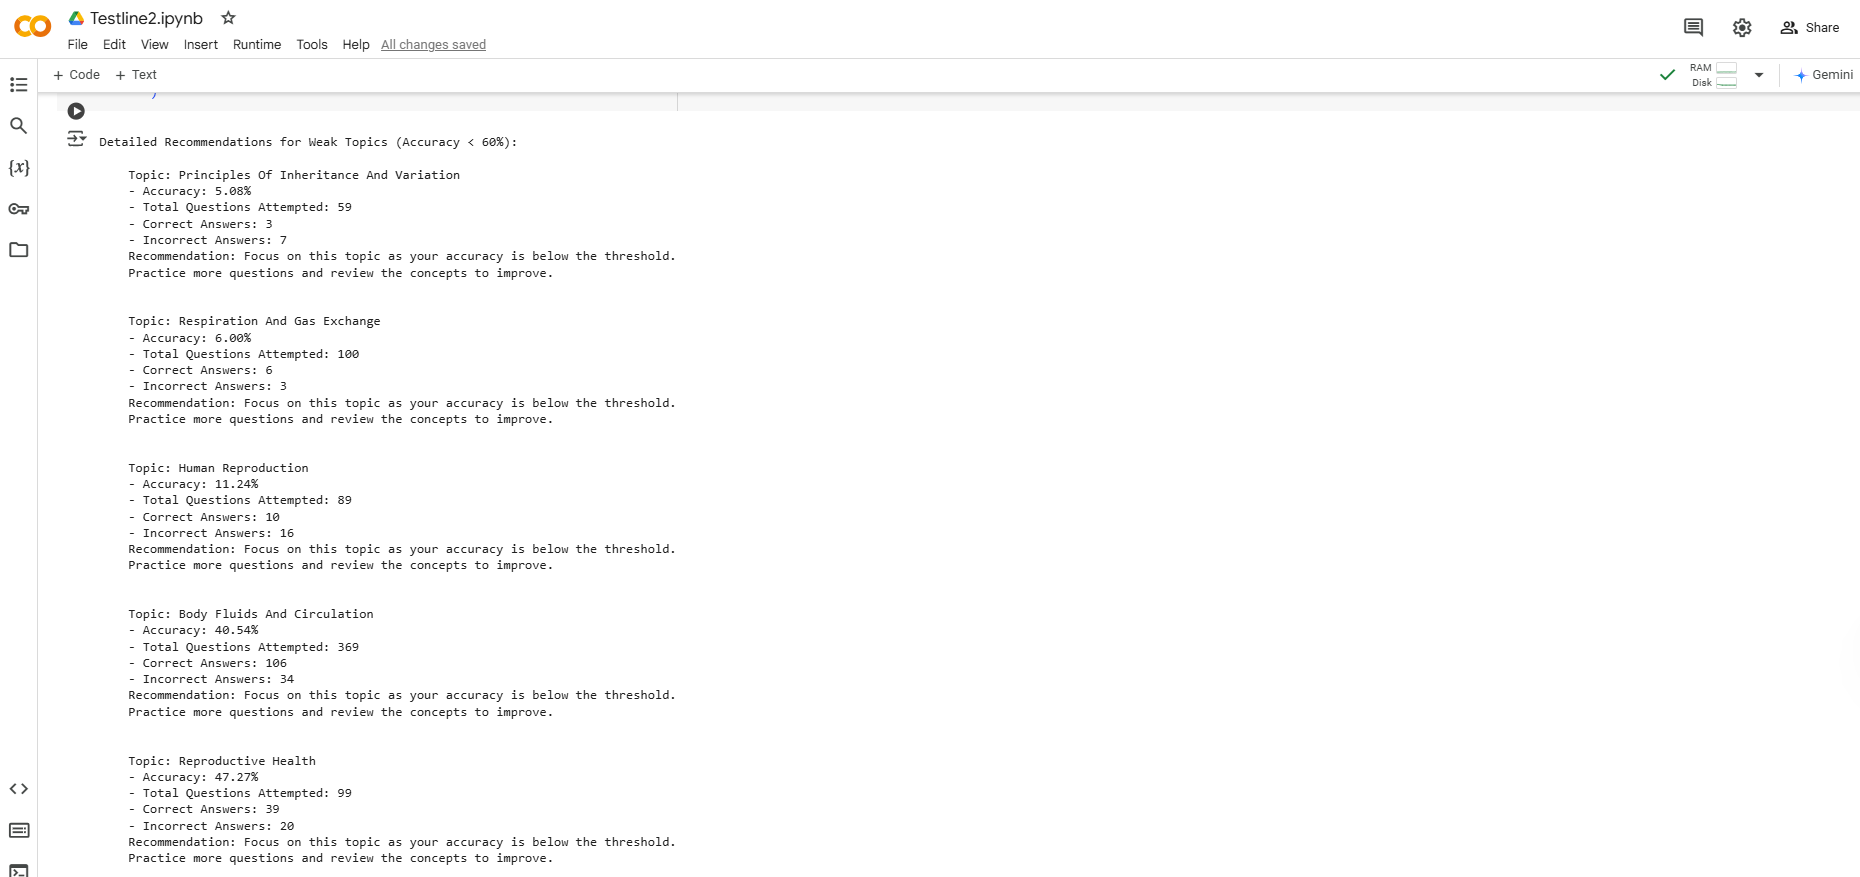 Testline2.ipynb
File Edit View Insert Runtime Tools Help All changes saved
Share
+ Code + Text
RAM
Disk
Gemini
{x}
)
Detailed Recommendations for Weak Topics (Accuracy < 60%):
Topic: Principles Of Inheritance And Variation
- Accuracy: 5.08%
- Total Questions Attempted: 59
- Correct Answers: 3
- Incorrect Answers: 7
Recommendation: Focus on this topic as your accuracy is below the threshold.
Practice more questions and review the concepts to improve.
Topic: Respiration And Gas Exchange
- Accuracy: 6.00%
- Total Questions Attempted: 100
- Correct Answers: 6
- Incorrect Answers: 3
Recommendation: Focus on this topic as your accuracy is below the threshold.
Practice more questions and review the concepts to improve.
Topic: Human Reproduction
- Accuracy: 11.24%
- Total Questions Attempted: 89
- Correct Answers: 10
- Incorrect Answers: 16
Recommendation: Focus on this topic as your accuracy is below the threshold.
Practice more questions and review the concepts to improve.
Topic: Body Fluids And Circulation
- Accuracy: 40.54%
- Total Questions Attempted: 369
- Correct Answers: 106
- Incorrect Answers: 34
Recommendation: Focus on this topic as your accuracy is below the threshold.
Practice more questions and review the concepts to improve.
Topic: Reproductive Health
- Accuracy: 47.27%
- Total Questions Attempted: 99
- Correct Answers: 39
- Incorrect Answers: 20
Recommendation: Focus on this topic as your accuracy is below the threshold.
Practice more questions and review the concepts to improve.